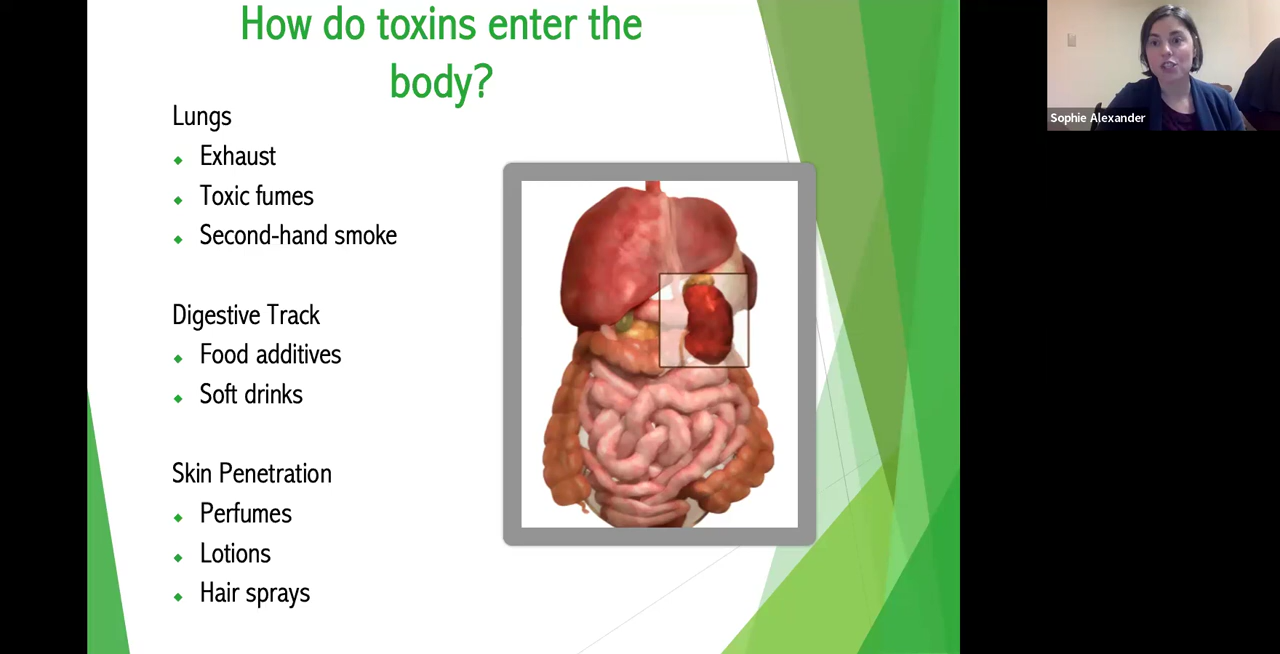 How do toxins enter the
body?
Lungs
Exhaust
Toxic fumes
Second-hand smoke
Digestive Track
Food additives
Soft drinks
Skin Penetration
Perfumes
Lotions
Hair sprays
Sophie Alexander